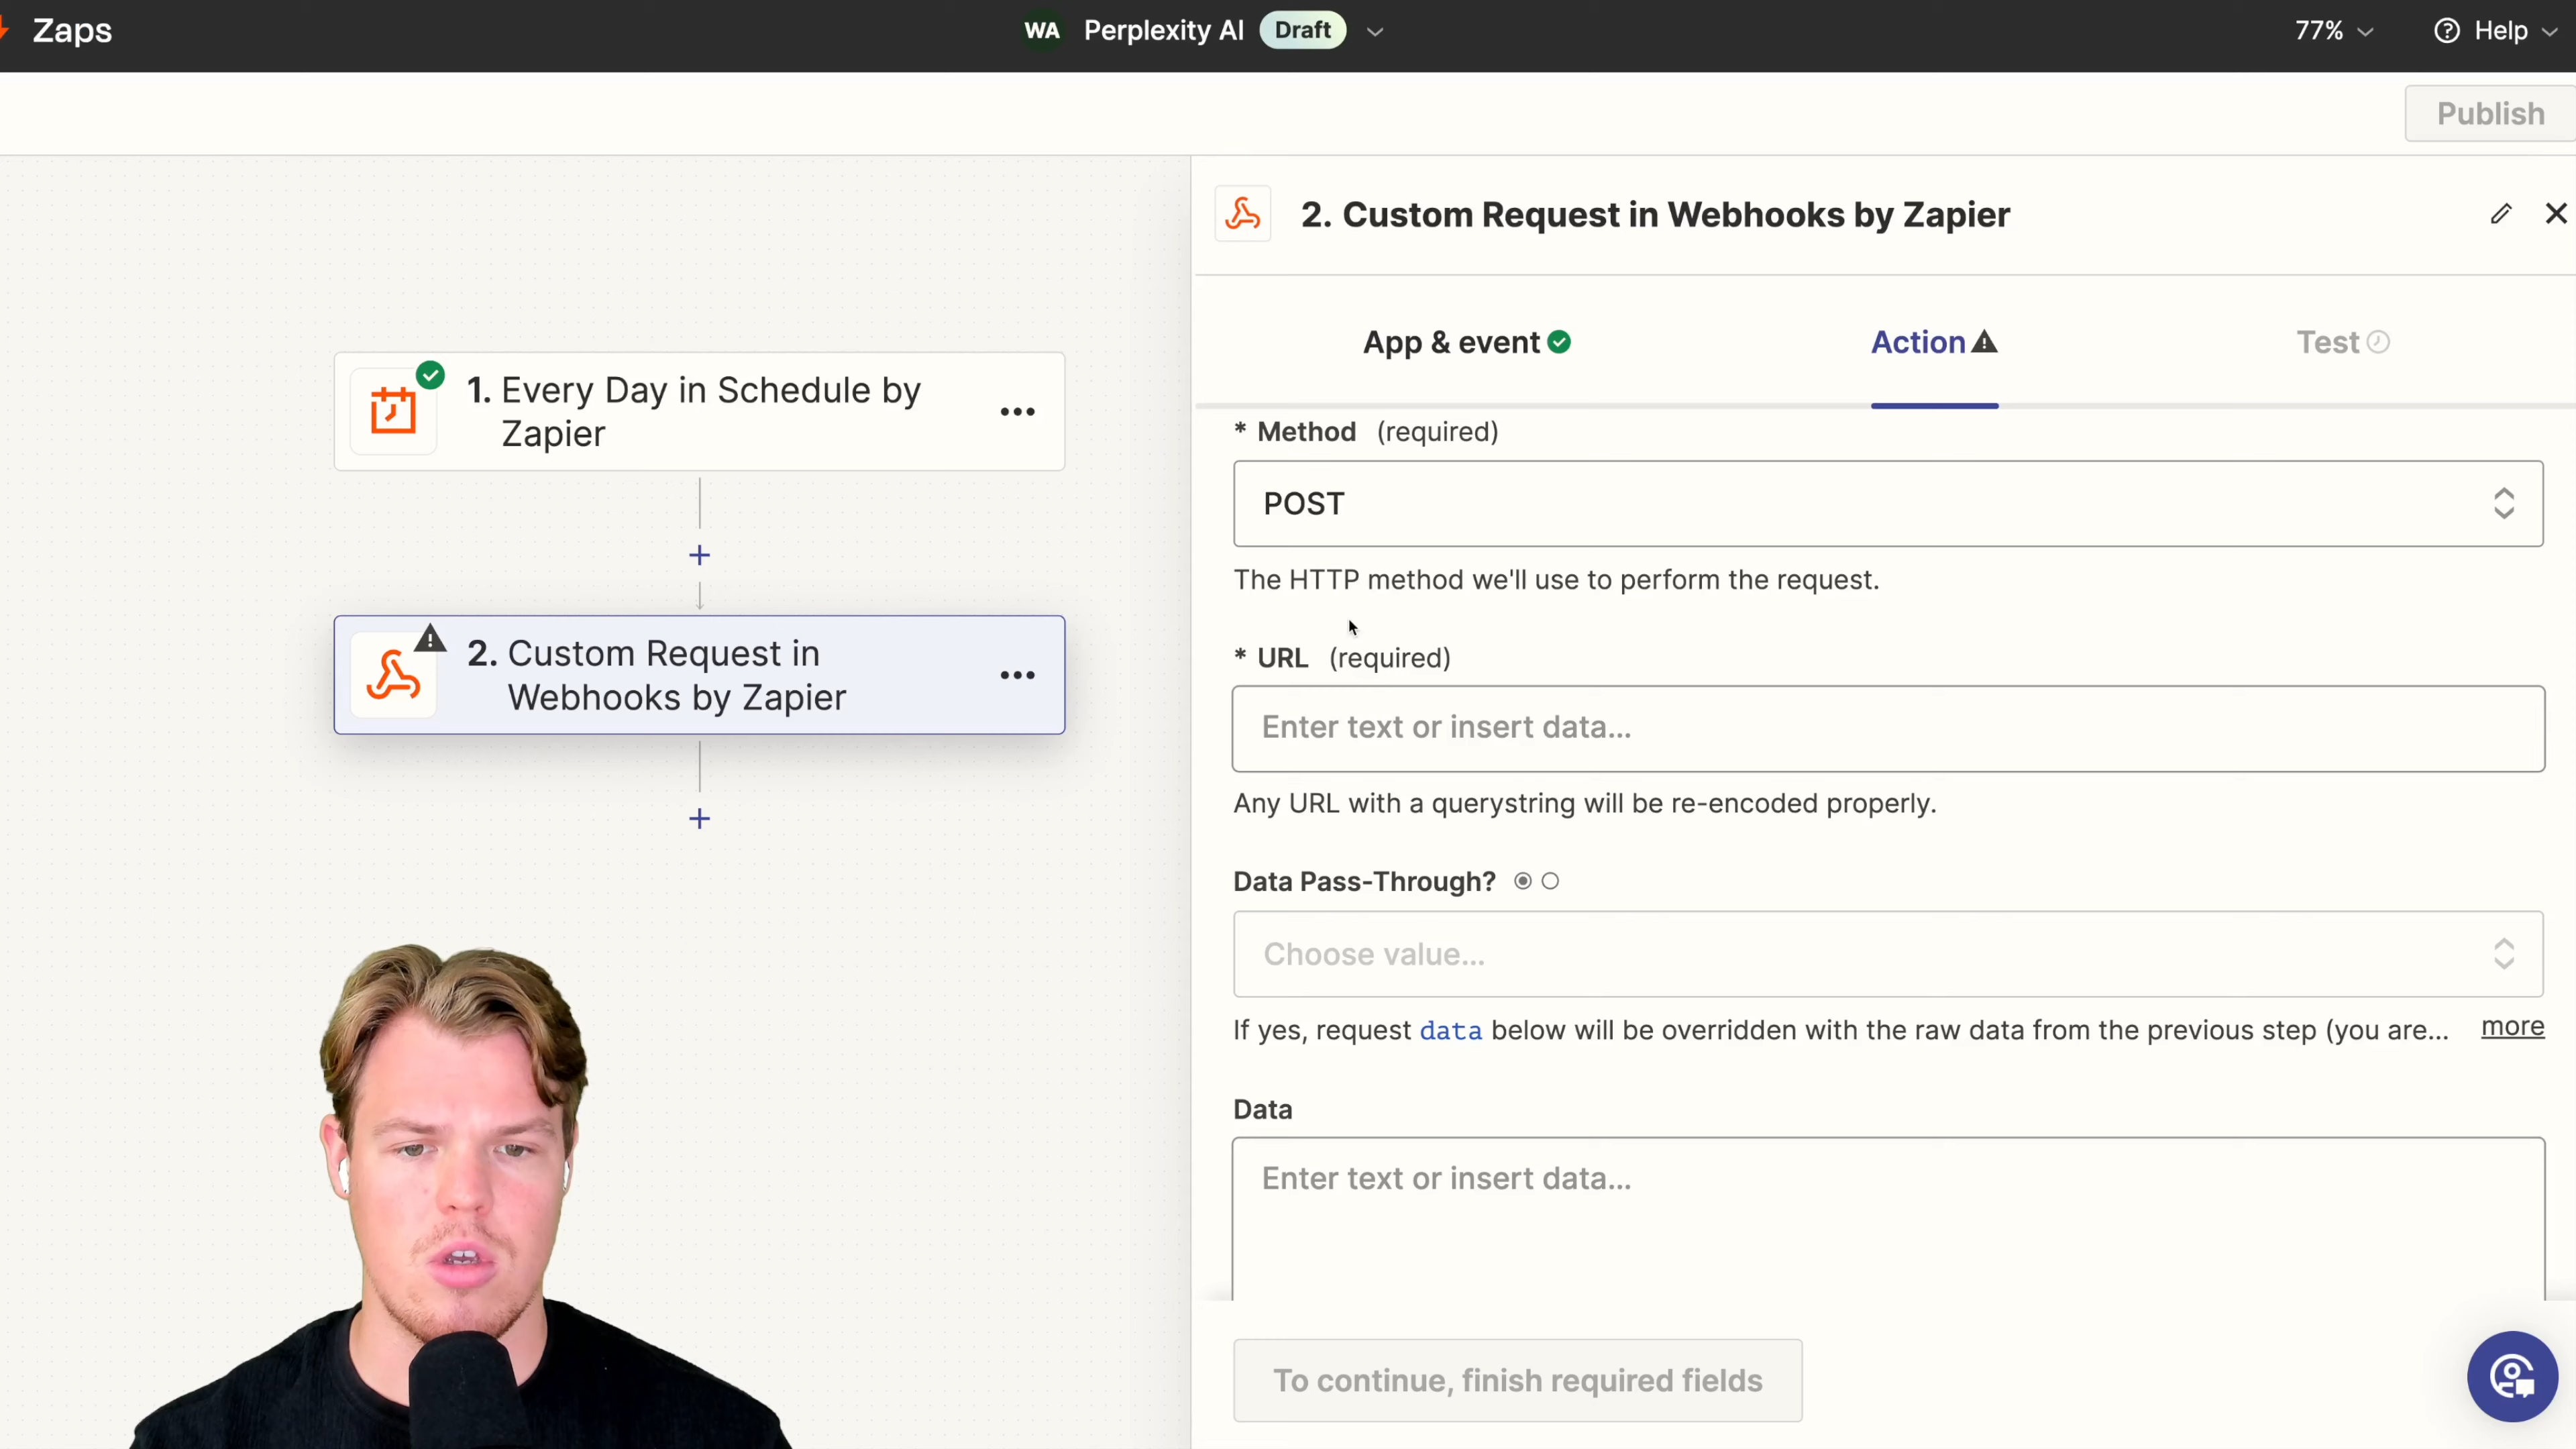 Zaps
WA Perplexity AI Draft
77%
Help
Publish
1. Every Day in Schedule by
Zapier
2. Custom Request in
Webhooks by Zapier
2. Custom Request in Webhooks by Zapier
App & event
Action
Test
* Method (required)
POST
The HTTP method we'll use to perform the request.
* URL (required)
Enter text or insert data...
Any URL with a querystring will be re-encoded properly.
Data Pass-Through?
Choose value...
If yes, request data below will be overridden with the raw data from the previous step (you are... more
Data
Enter text or insert data...
To continue, finish required fields